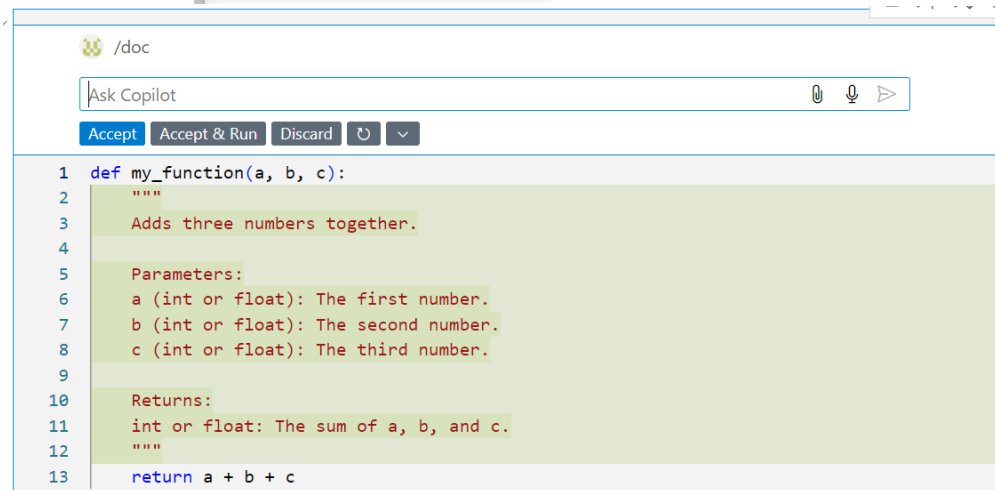 /doc
Ask Copilot
Accept Accept & Run Discard
1 def my_function(a, b, c):
2     """
3     Adds three numbers together.
4
5     Parameters:
6     a (int or float): The first number.
7     b (int or float): The second number.
8     c (int or float): The third number.
9
10     Returns:
11     int or float: The sum of a, b, and c.
12     """
13     return a + b + c